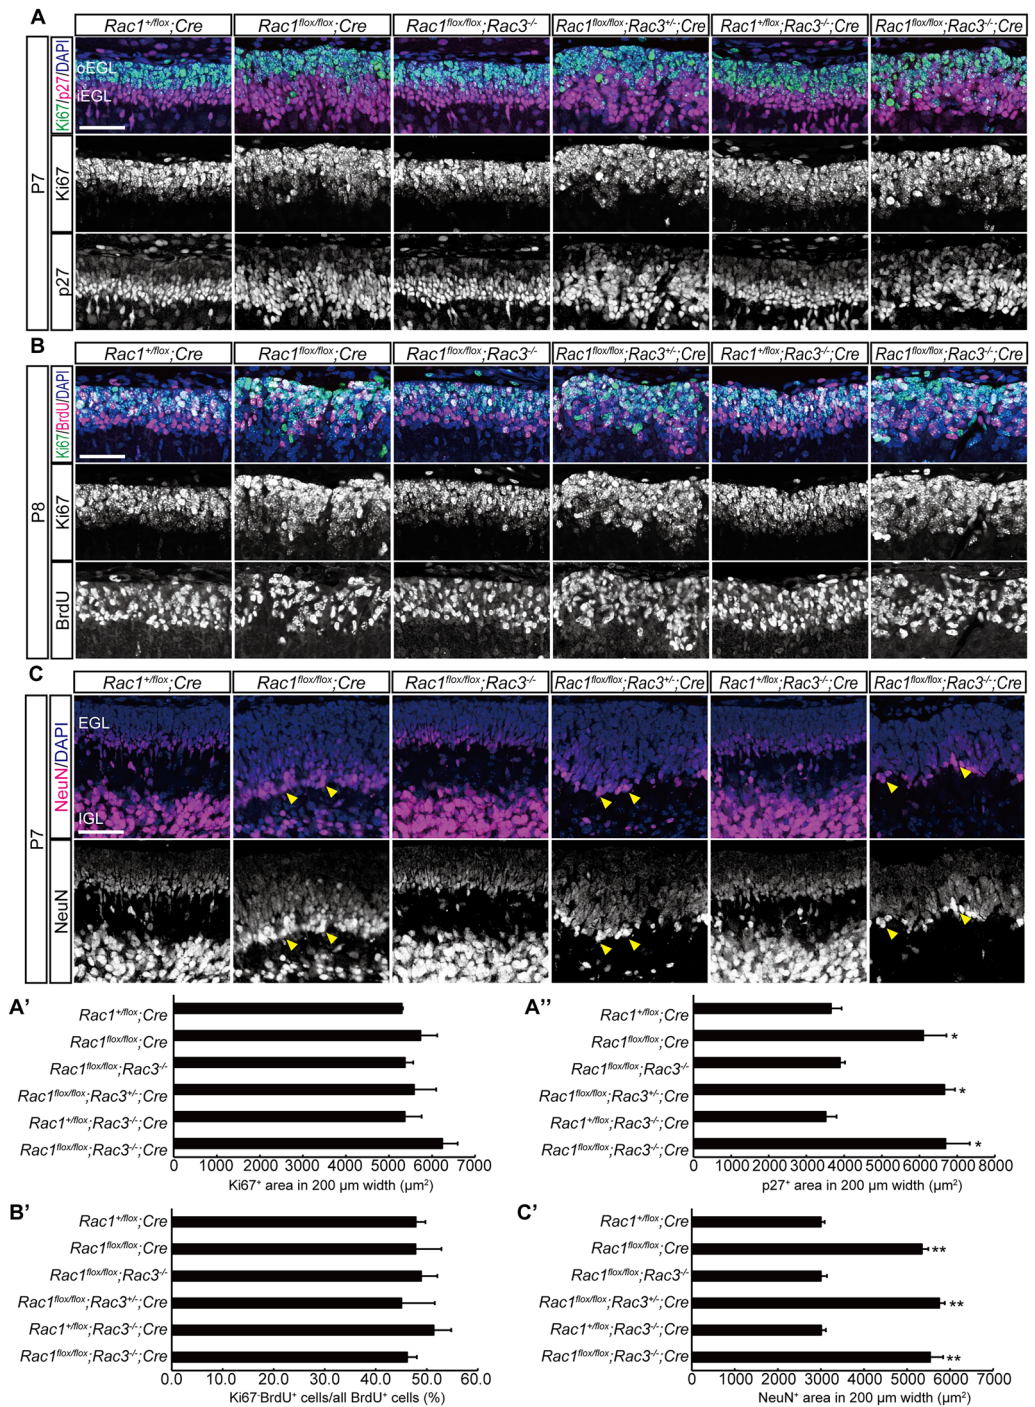 A
Rac1+/flox;Cre Rac1flox/flox;Cre Rac1flox/flox;Rac3-/- Rac1flox/flox;Rac3+/-;Cre Rac1+/flox;Rac3-/-;Cre Rac1flox/flox;Rac3-/-;Cre
P7
Ki67/p27/DAPI
oEGL
iEGL
Ki67
p27
B
Rac1+/flox;Cre Rac1flox/flox;Cre Rac1flox/flox;Rac3-/- Rac1flox/flox;Rac3+/-;Cre Rac1+/flox;Rac3-/-;Cre Rac1flox/flox;Rac3-/-;Cre
P8
Ki67/BrdU/DAPI
Ki67
BrdU
C
Rac1+/flox;Cre Rac1flox/flox;Cre Rac1flox/flox;Rac3-/- Rac1flox/flox;Rac3+/-;Cre Rac1+/flox;Rac3-/-;Cre Rac1flox/flox;Rac3-/-;Cre
P7
NeuN/DAPI
EGL
IGL
NeuN
A’
Rac1+/flox;Cre
Rac1flox/flox;Cre
Rac1flox/flox;Rac3-/-
Rac1flox/flox;Rac3+/-;Cre
Rac1+/flox;Rac3-/-;Cre
Rac1flox/flox;Rac3-/-;Cre
0 1000 2000 3000 4000 5000 6000 7000
Ki67+ area in 200 µm width (µm²)
A’’
Rac1+/flox;Cre
Rac1flox/flox;Cre *
Rac1flox/flox;Rac3-/-
Rac1flox/flox;Rac3+/-;Cre *
Rac1+/flox;Rac3-/-;Cre
Rac1flox/flox;Rac3-/-;Cre *
0 1000 2000 3000 4000 5000 6000 7000 8000
p27+ area in 200 µm width (µm²)
B’
Rac1+/flox;Cre
Rac1flox/flox;Cre
Rac1flox/flox;Rac3-/-
Rac1flox/flox;Rac3+/-;Cre
Rac1+/flox;Rac3-/-;Cre
Rac1flox/flox;Rac3-/-;Cre
0.0 10.0 20.0 30.0 40.0 50.0 60.0
Ki67-BrdU+ cells/all BrdU+ cells (%)
C’
Rac1+/flox;Cre
Rac1flox/flox;Cre **
Rac1flox/flox;Rac3-/-
Rac1flox/flox;Rac3+/-;Cre **
Rac1+/flox;Rac3-/-;Cre
Rac1flox/flox;Rac3-/-;Cre **
0 1000 2000 3000 4000 5000 6000 7000
NeuN+ area in 200 µm width (µm²)